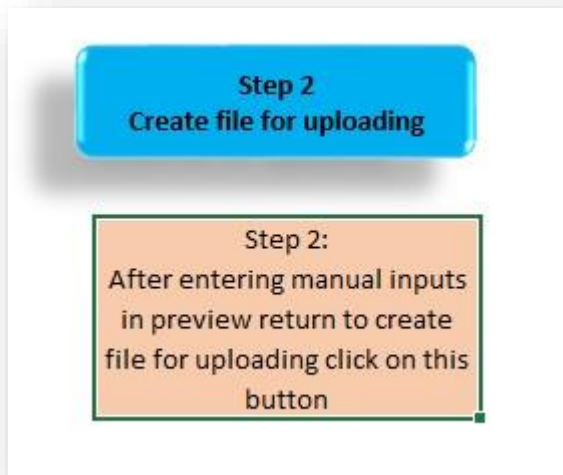 Step 2
Create file for uploading
Step 2:
After entering manual inputs
in preview return to create
file for uploading click on this
button